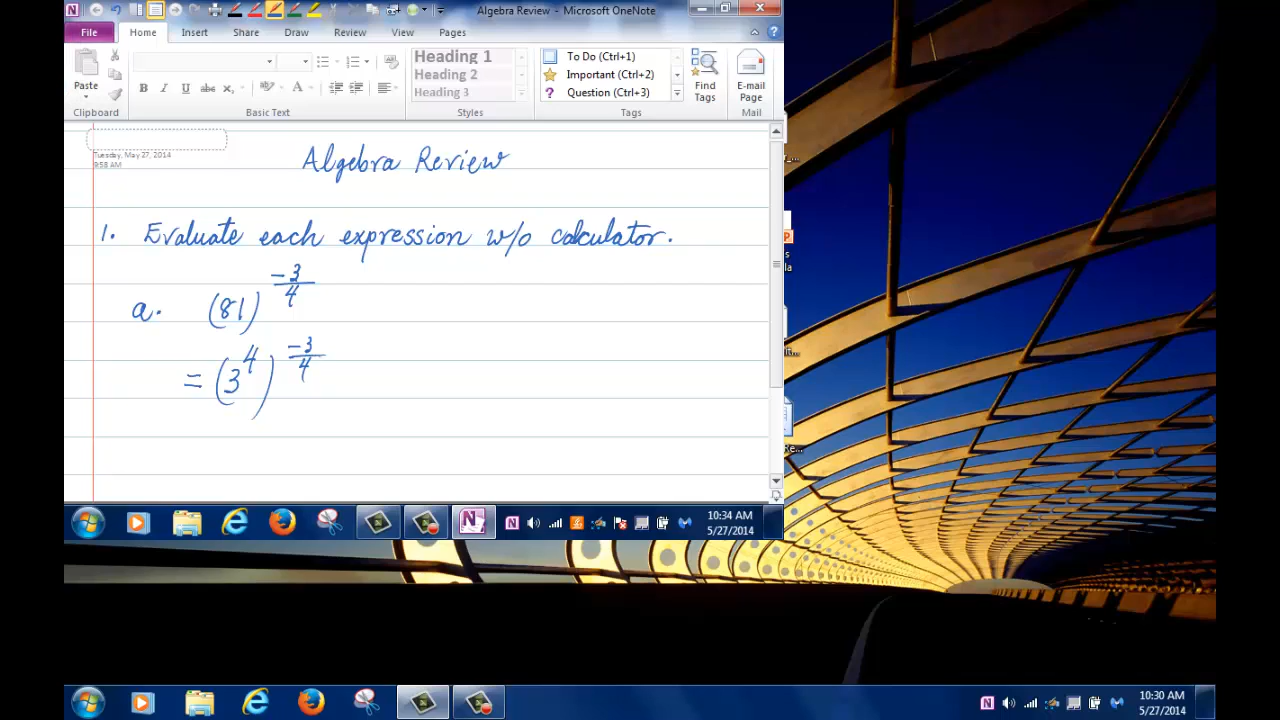 Algebra Review - Microsoft OneNote
File Home Insert Share Draw Review View Pages
Paste
Heading 1
Heading 2
Heading 3
To Do (Ctrl+1)
Important (Ctrl+2)
Question (Ctrl+3)
Find Tags
E-mail Page
Clipboard Basic Text Styles Tags Mail
Tuesday, May 27, 2014
9:58 AM
Algebra Review
1. Evaluate each expression w/o calculator.
a. (81)^(-3/4)
= (3^4)^(-3/4)
10:34 AM
5/27/2014
10:30 AM
5/27/2014